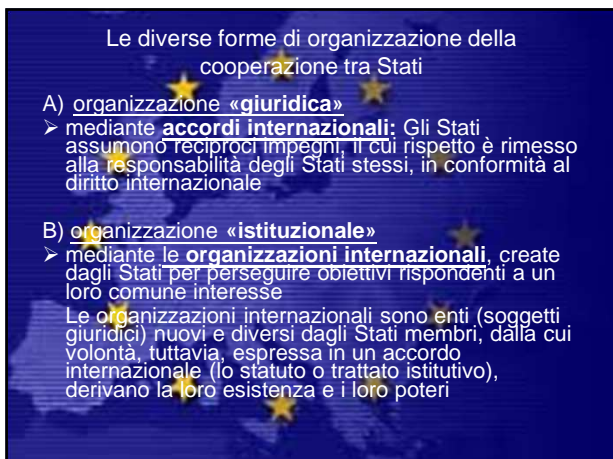 Le diverse forme di organizzazione della
cooperazione tra Stati
A) organizzazione «giuridica»
➢ mediante accordi internazionali: Gli Stati
assumono reciproci impegni, il cui rispetto è rimesso
alla responsabilità degli Stati stessi, in conformità al
diritto internazionale
B) organizzazione «istituzionale»
➢ mediante le organizzazioni internazionali, create
dagli Stati per perseguire obiettivi rispondenti a un
loro comune interesse
Le organizzazioni internazionali sono enti (soggetti
giuridici) nuovi e diversi dagli Stati membri, dalla cui
volontà, tuttavia, espressa in un accordo
internazionale (lo statuto o trattato istitutivo),
derivano la loro esistenza e i loro poteri